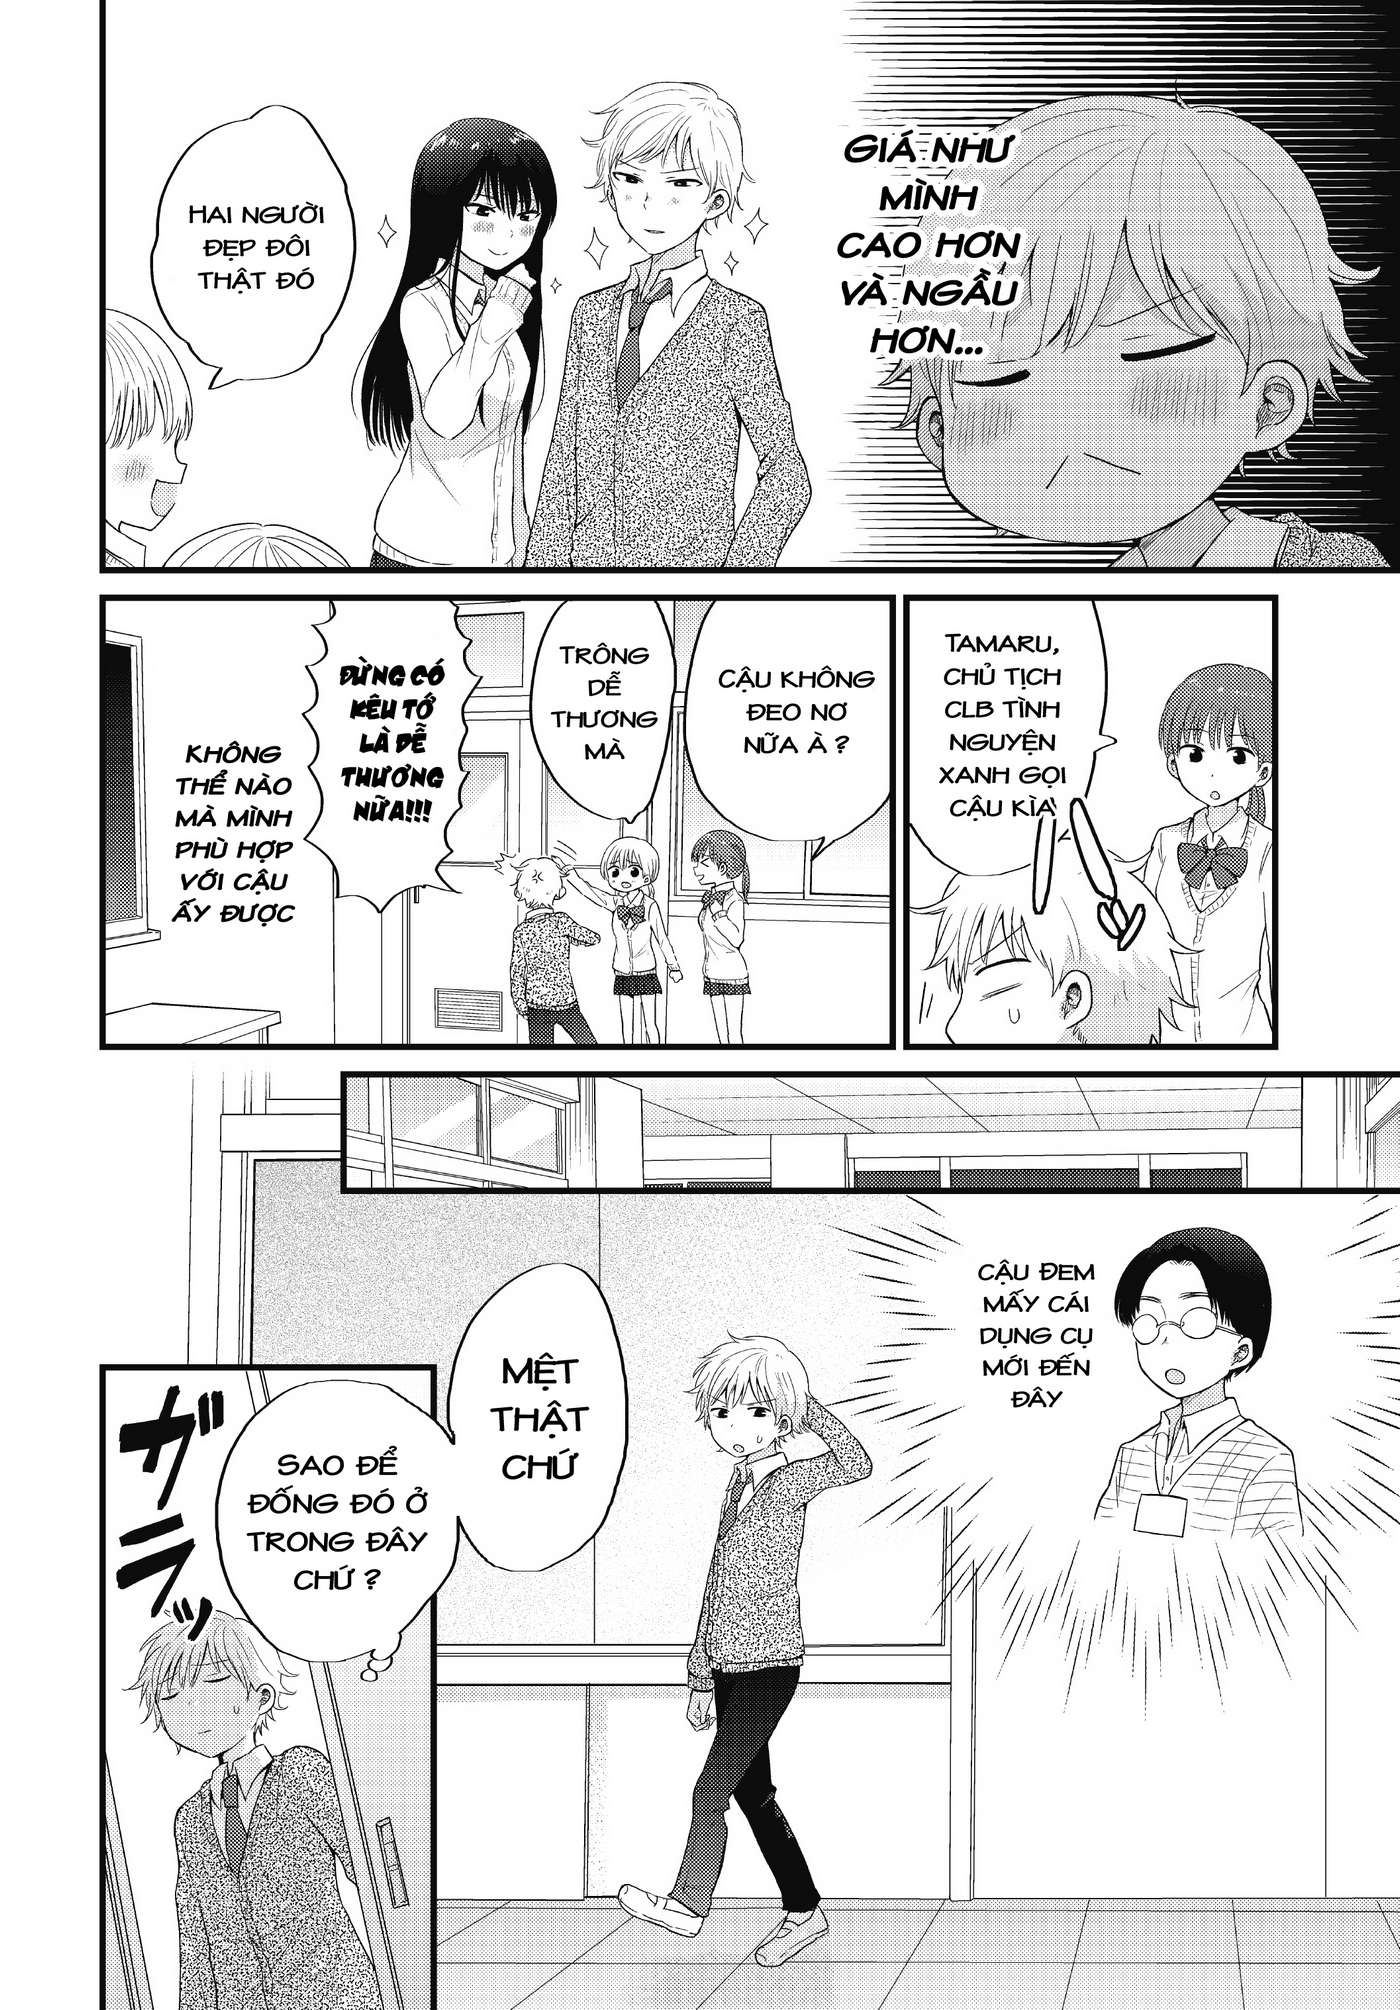 GIÁ NHƯ
MÌNH
CAO HƠN
VÀ NGẦU
HƠN...
HAI NGƯỜI
ĐẸP ĐÔI
THẬT ĐÓ
TAMARU,
CHỦ TỊCH
CLB TÌNH
NGUYỆN
XANH GỌI
CẬU KÌA
CẬU KHÔNG
ĐEO NƠ
NỮA À ?
TRÔNG
DỄ
THƯƠNG
MÀ
ĐỪNG CÓ
KÊU TỚ
LÀ DỄ
THƯƠNG
NỮA!!!
KHÔNG
THỂ NÀO
MÀ MÌNH
PHÙ HỢP
VỚI CẬU
ẤY ĐƯỢC
CẬU ĐEM
MẤY CÁI
DỤNG CỤ
MỚI ĐẾN
ĐÂY
MỆT
THẬT
CHỨ
SAO ĐỂ
ĐỐNG ĐÓ Ở
TRONG ĐÂY
CHỨ ?
ガラッ